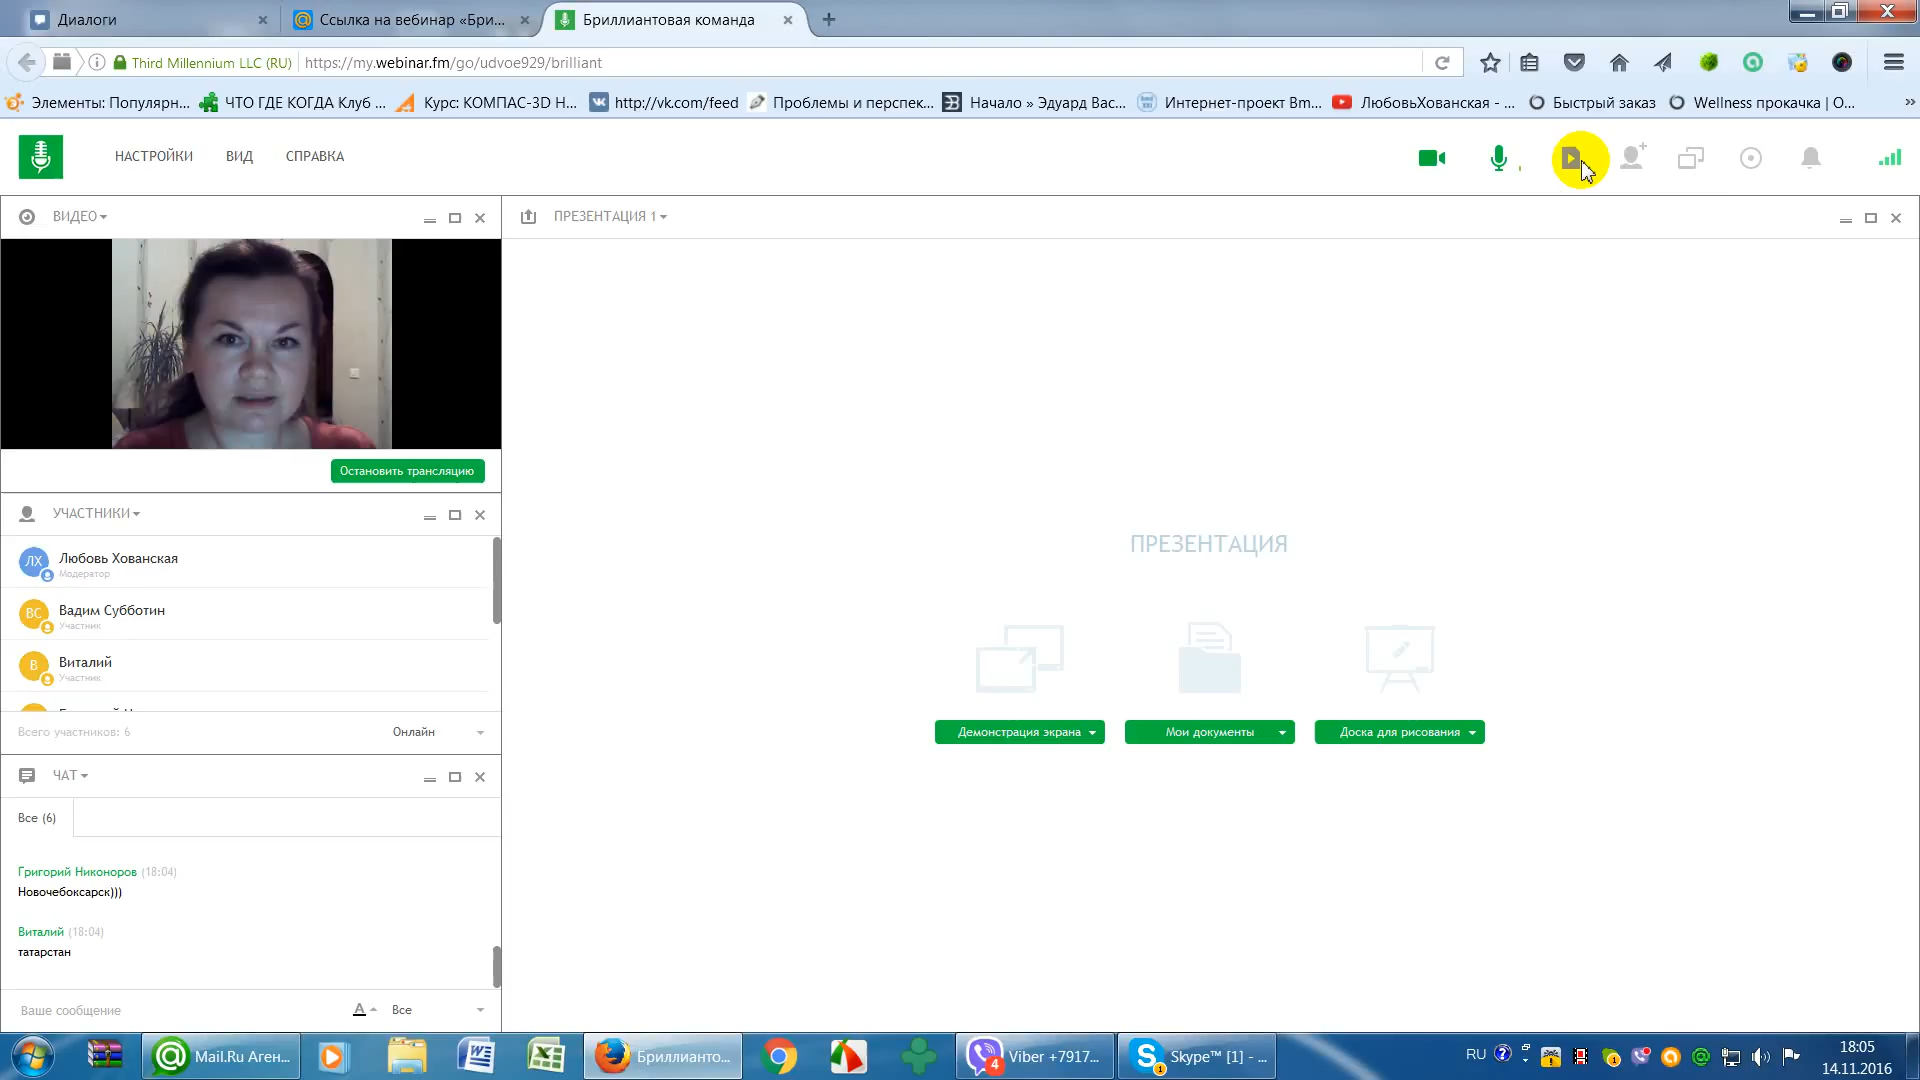 Диалоги
Ссылка на вебинар «Бри...
Бриллиантовая команда
Third Millennium LLC (RU)
https://my.webinar.fm/go/udvoe929/brilliant
Элементы: Популярн...
ЧТО ГДЕ КОГДА Клуб ...
Курс: КОМПАС-3D H...
http://vk.com/feed
Проблемы и перспек...
Начало » Эдуард Вас...
Интернет-проект Bm...
ЛюбовьХованская - ...
Быстрый заказ
Wellness прокачка | О...
НАСТРОЙКИ
ВИД
СПРАВКА
ВИДЕО
ПРЕЗЕНТАЦИЯ 1
Остановить трансляцию
УЧАСТНИКИ
ЛХ
Любовь Хованская
Модератор
ВС
Вадим Субботин
Участник
В
Виталий
Участник
Всего участников: 6
Онлайн
ПРЕЗЕНТАЦИЯ
Демонстрация экрана
Мои документы
Доска для рисования
ЧАТ
Все (6)
Григорий Никоноров (18:04)
Новочебоксарск)))
Виталий (18:04)
татарстан
Ваше сообщение
A
Все
Mail.Ru Аген...
Бриллианто...
4
Viber +7917...
1
Skype™ [1] - ...
RU
18:05
14.11.2016